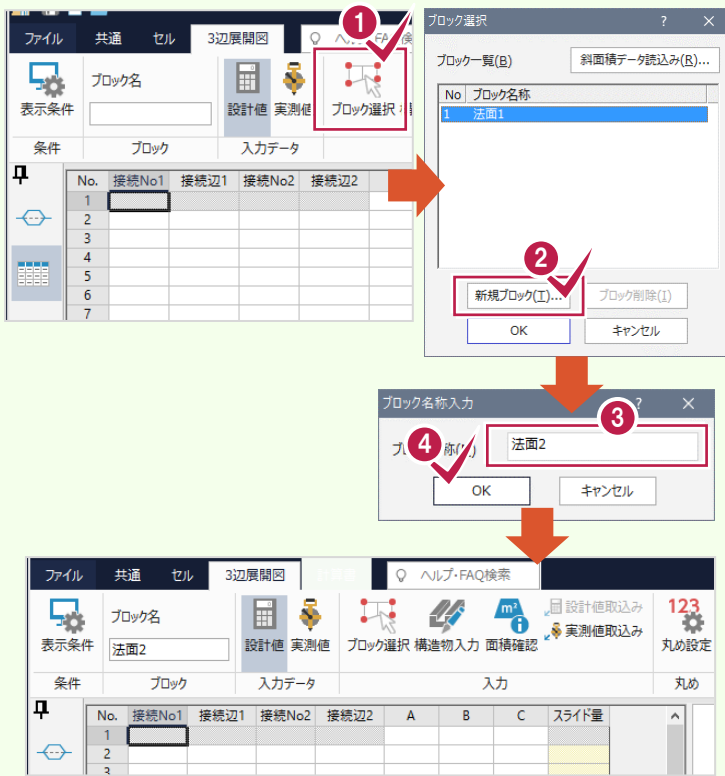 1
ファイル 共通 セル 3辺展開図
ブロック名
表示条件 設計値 実測値 ブロック選択
条件 ブロック 入力データ
No. 接続No1 接続辺1 接続No2 接続辺2
1
2
3
4
5
6
7
ブロック選択 ? ×
ブロック一覧(B) 斜面積データ読込み(R)...
No ブロック名称
1 法面1
2
新規ブロック(T)... ブロック削除(I)
OK キャンセル
ブロック名称入力 ? ×
3
4
法面2
OK キャンセル
ファイル 共通 セル 3辺展開図 ヘルプ・FAQ検索
ブロック名
法面2
表示条件 設計値 実測値 ブロック選択 構造物入力 面積確認
m²
設計値取込み
実測値取込み
123
丸め設定
条件 ブロック 入力データ 入力 丸め
No. 接続No1 接続辺1 接続No2 接続辺2 A B C スライド量
1
2
3